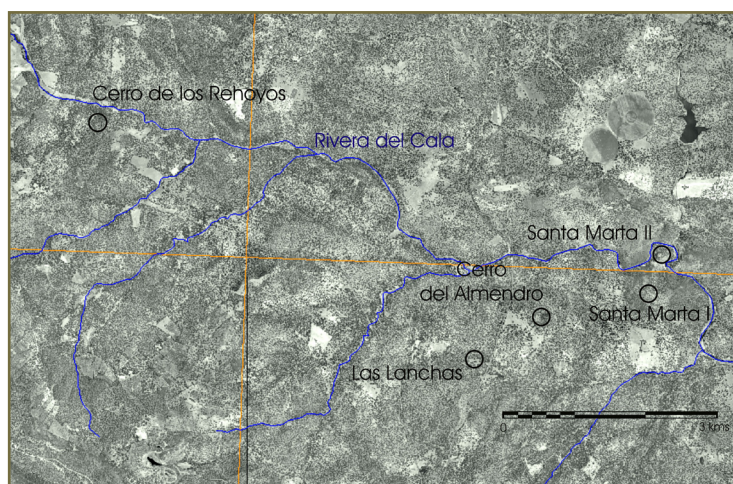 Cerro de los Rehoyos
Rivera del Cala
Santa Marta II
Cerro
del Almendro
Santa Marta I
Las Lanchas
0
3 kms